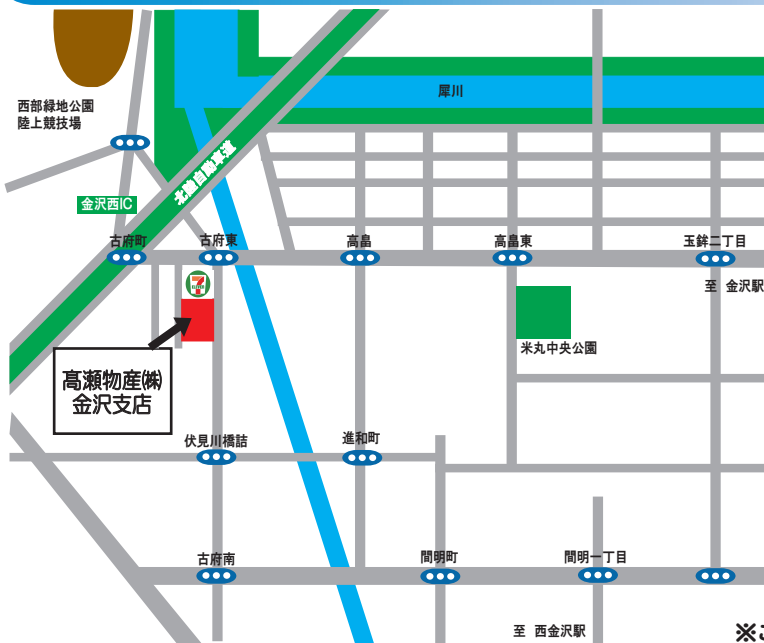 犀川
西部緑地公園
陸上競技場
北陸自動車道
金沢西IC
古府町
古府東
高畠
高畠東
玉鉾二丁目
至 金沢駅
7
ELEVEN
米丸中央公園
髙瀬物産㈱
金沢支店
伏見川橋詰
進和町
古府南
間明町
間明一丁目
至 西金沢駅
※